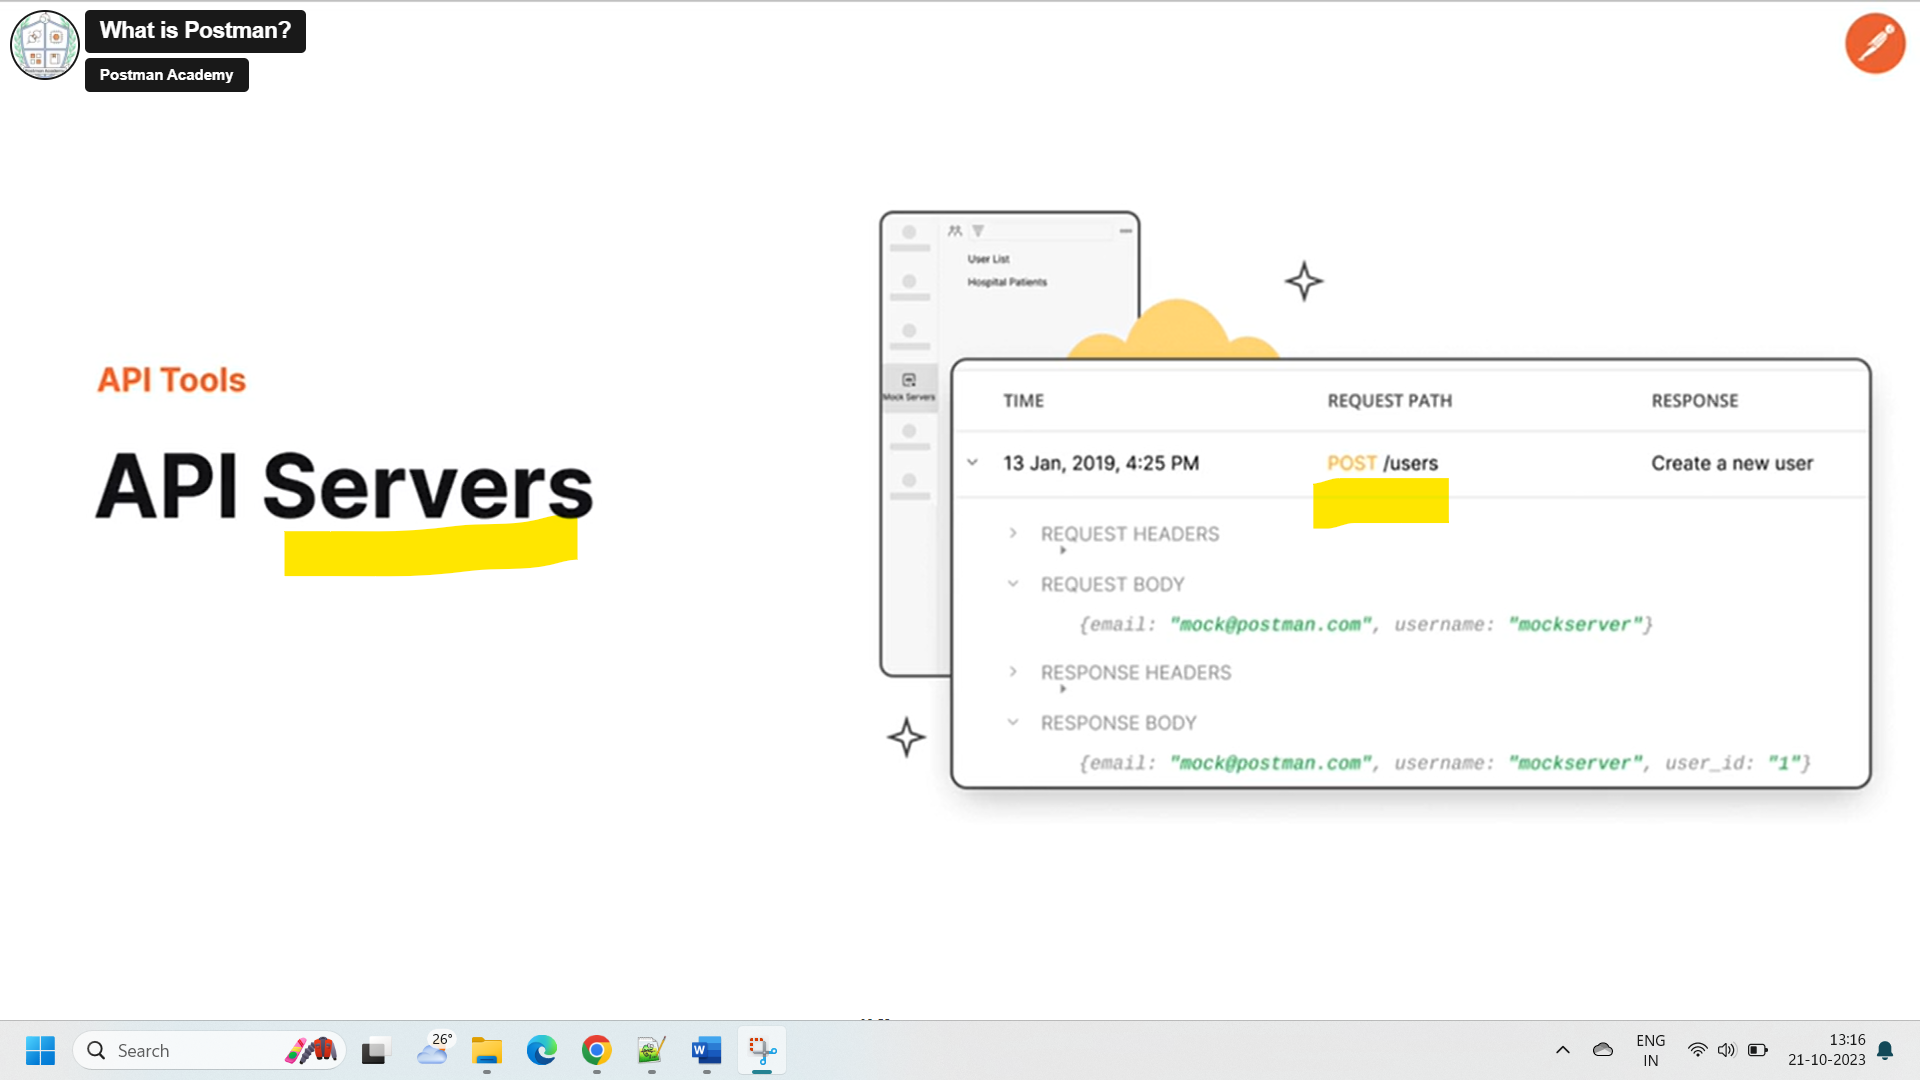 What is Postman?
Postman Academy
User List
Hospital Patients
API Tools
Mock Servers
API Servers
TIME REQUEST PATH RESPONSE
13 Jan, 2019, 4:25 PM POST /users Create a new user
REQUEST HEADERS
REQUEST BODY
{email: "mock@postman.com", username: "mockserver"}
RESPONSE HEADERS
RESPONSE BODY
{email: "mock@postman.com", username: "mockserver", user_id: "1"}
Search
26°
ENG
IN
13:16
21-10-2023